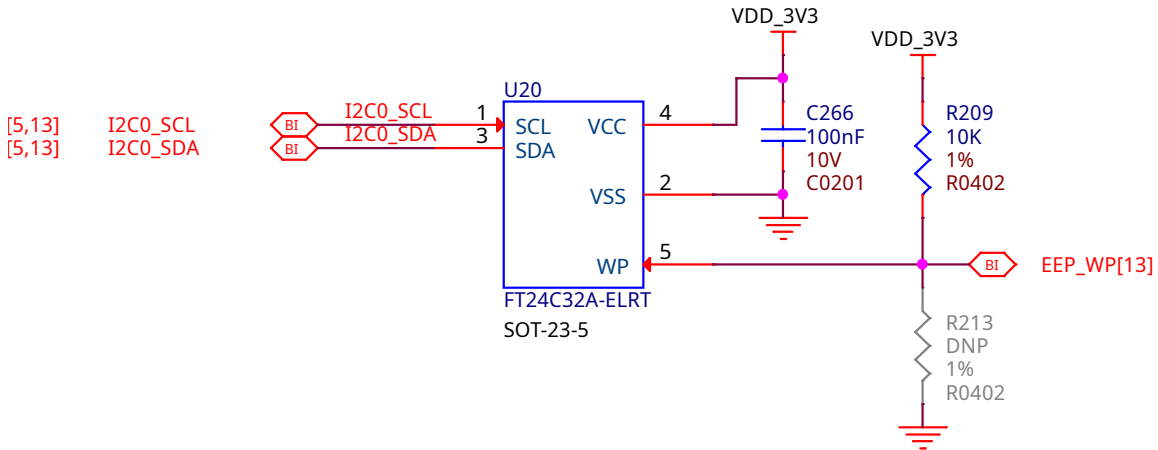 VDD_3V3
VDD_3V3
U20
[5,13] I2C0_SCL BI I2C0_SCL 1 SCL VCC 4
[5,13] I2C0_SDA BI I2C0_SDA 3 SDA
VSS 2
WP 5
FT24C32A-ELRT
SOT-23-5
C266
100nF
10V
C0201
R209
10K
1%
R0402
BI EEP_WP[13]
R213
DNP
1%
R0402